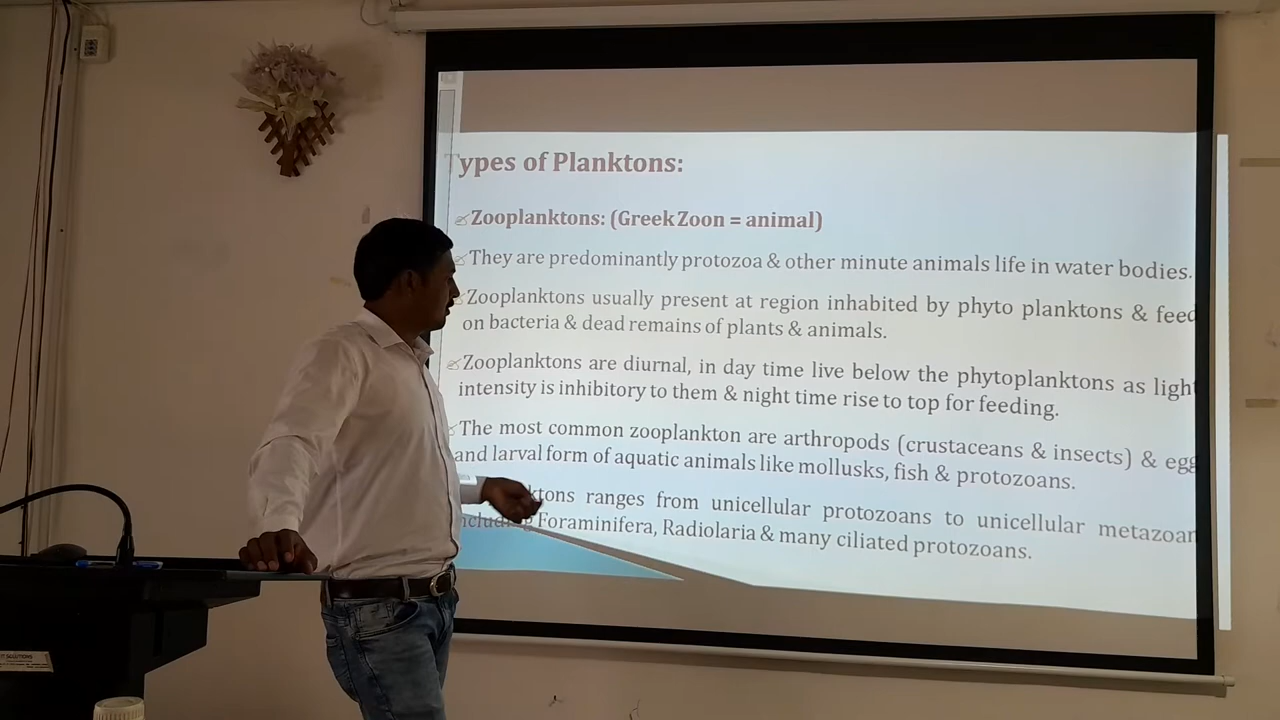 Types of Planktons:
Zooplanktons: (Greek Zoon = animal)
They are predominantly protozoa & other minute animals life in water bodies.
Zooplanktons usually present at region inhabited by phyto planktons & feed
on bacteria & dead remains of plants & animals.
Zooplanktons are diurnal, in day time live below the phytoplanktons as light
intensity is inhibitory to them & night time rise to top for feeding.
The most common zooplankton are arthropods (crustaceans & insects) & egg
and larval form of aquatic animals like mollusks, fish & protozoans.
ktons ranges from unicellular protozoans to unicellular metazoan
Foraminifera, Radiolaria & many ciliated protozoans.